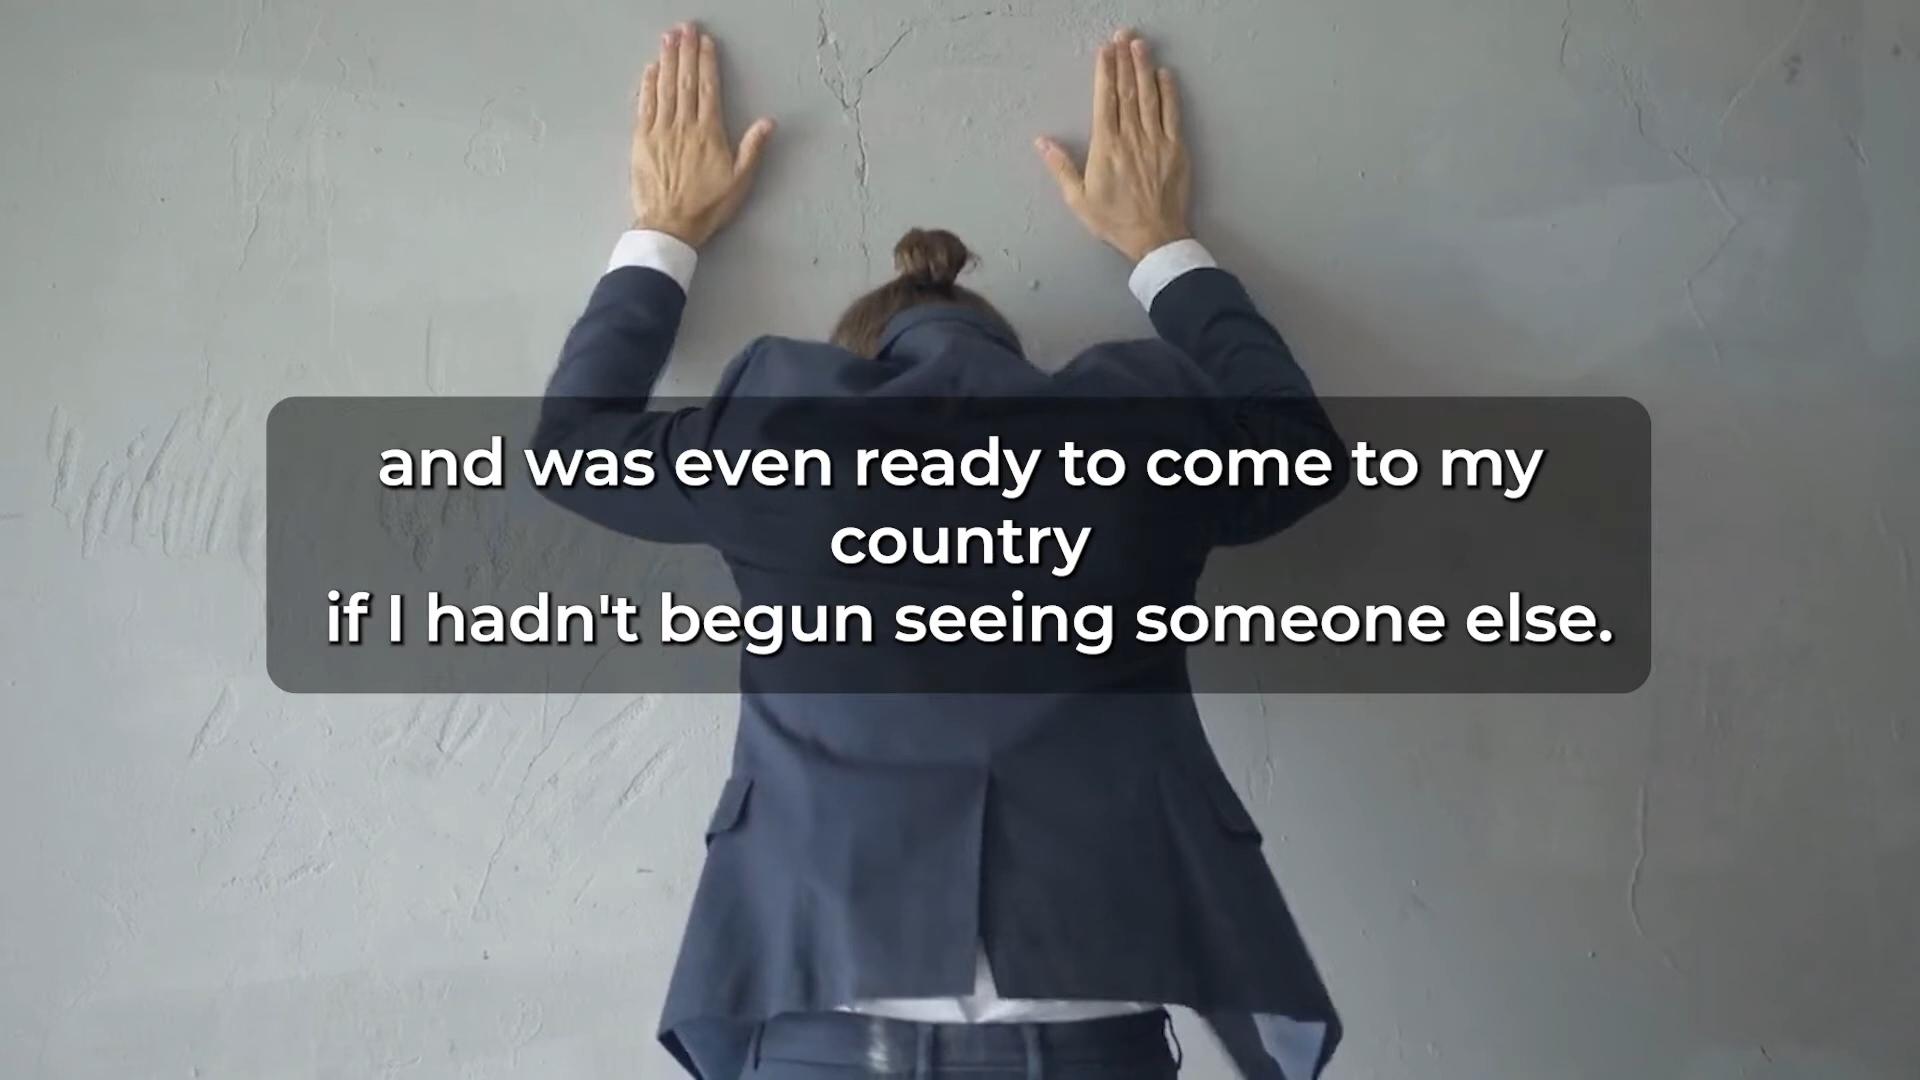 and was even ready to come to my
country
if I hadn't begun seeing someone else.